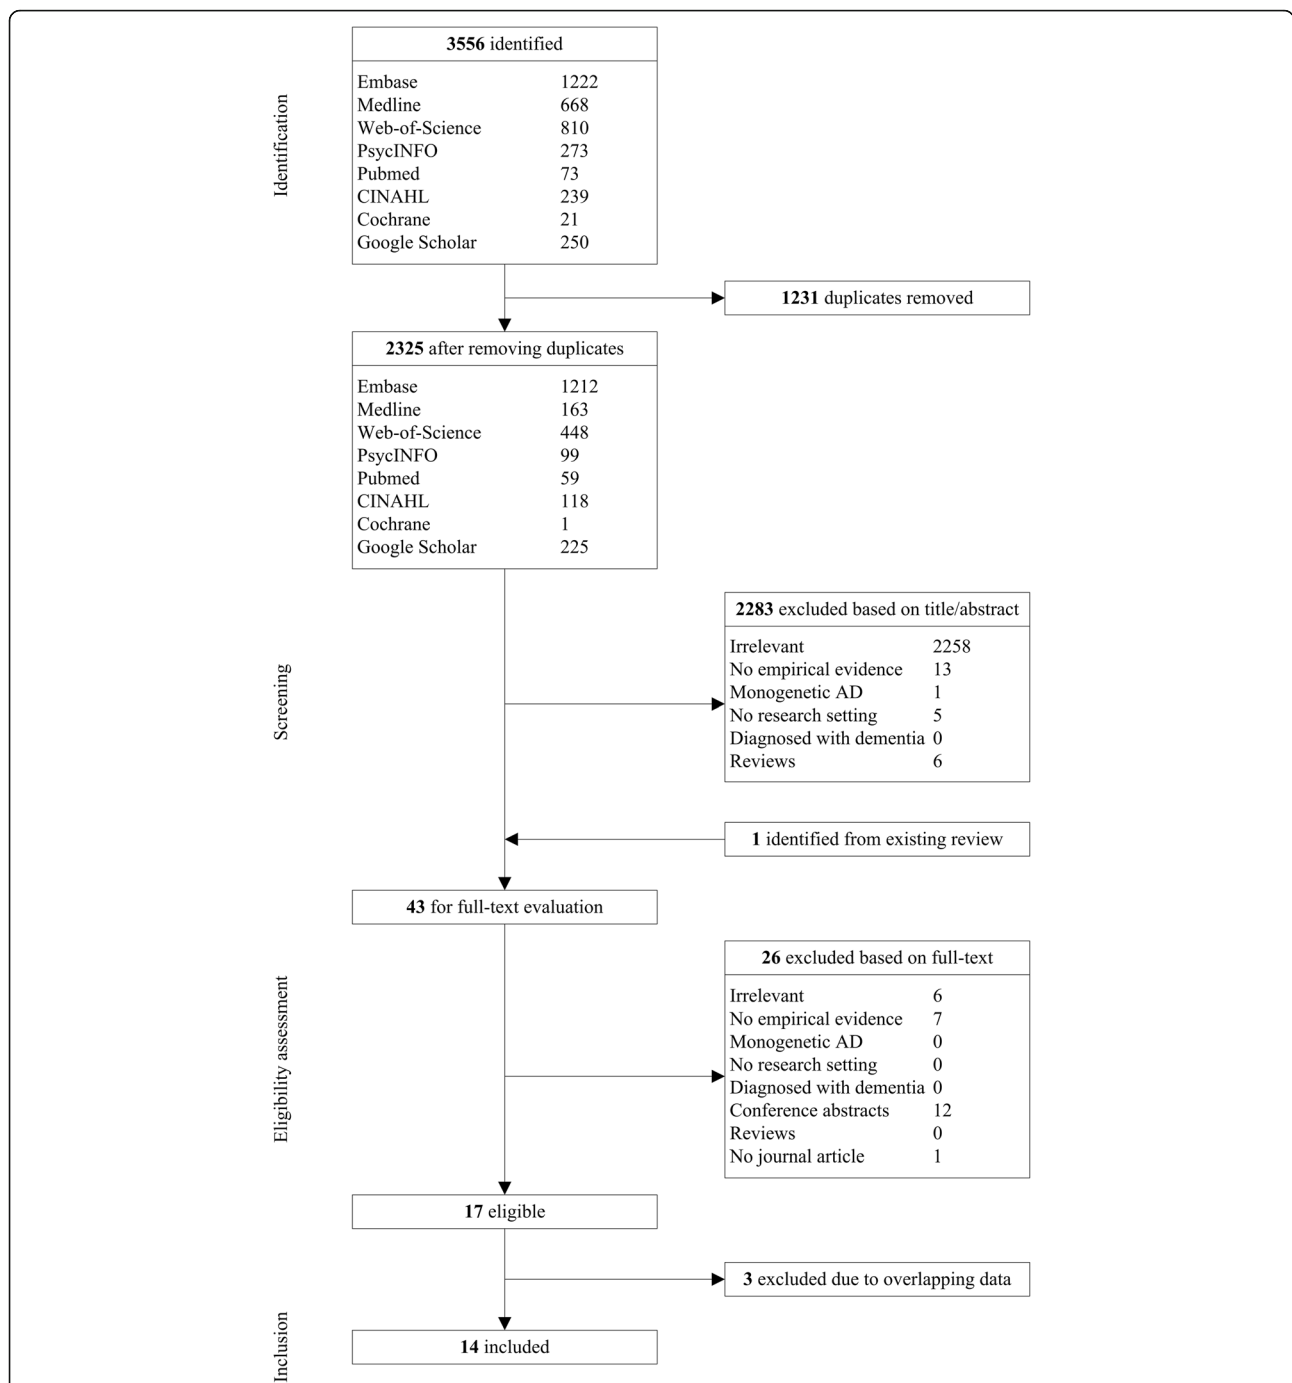 Identification
3556 identified
Embase 1222
Medline 668
Web-of-Science 810
PsycINFO 273
Pubmed 73
CINAHL 239
Cochrane 21
Google Scholar 250
1231 duplicates removed
2325 after removing duplicates
Embase 1212
Medline 163
Web-of-Science 448
PsycINFO 99
Pubmed 59
CINAHL 118
Cochrane 1
Google Scholar 225
Screening
2283 excluded based on title/abstract
Irrelevant 2258
No empirical evidence 13
Monogenetic AD 1
No research setting 5
Diagnosed with dementia 0
Reviews 6
1 identified from existing review
43 for full-text evaluation
Eligibility assessment
26 excluded based on full-text
Irrelevant 6
No empirical evidence 7
Monogenetic AD 0
No research setting 0
Diagnosed with dementia 0
Conference abstracts 12
Reviews 0
No journal article 1
17 eligible
3 excluded due to overlapping data
Inclusion
14 included